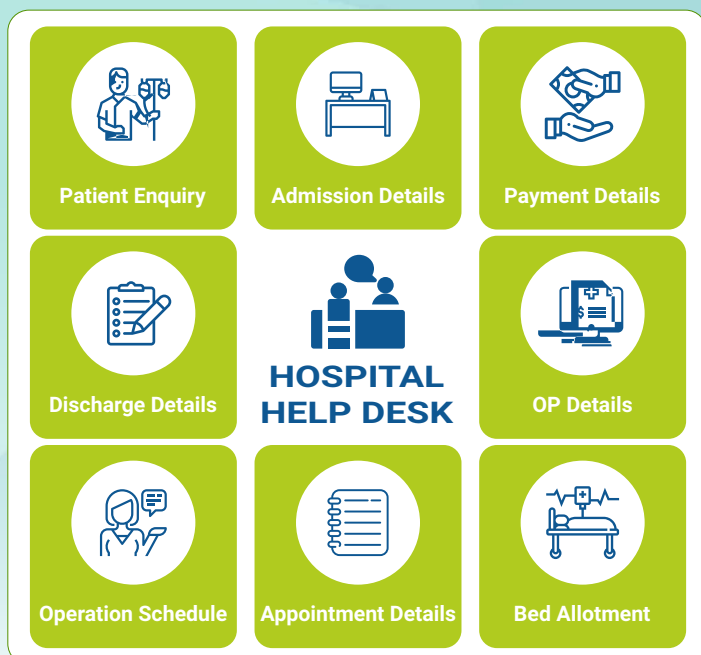 Patient Enquiry
Admission Details
Payment Details
Discharge Details
HOSPITAL
HELP DESK
OP Details
$
Operation Schedule
Appointment Details
Bed Allotment